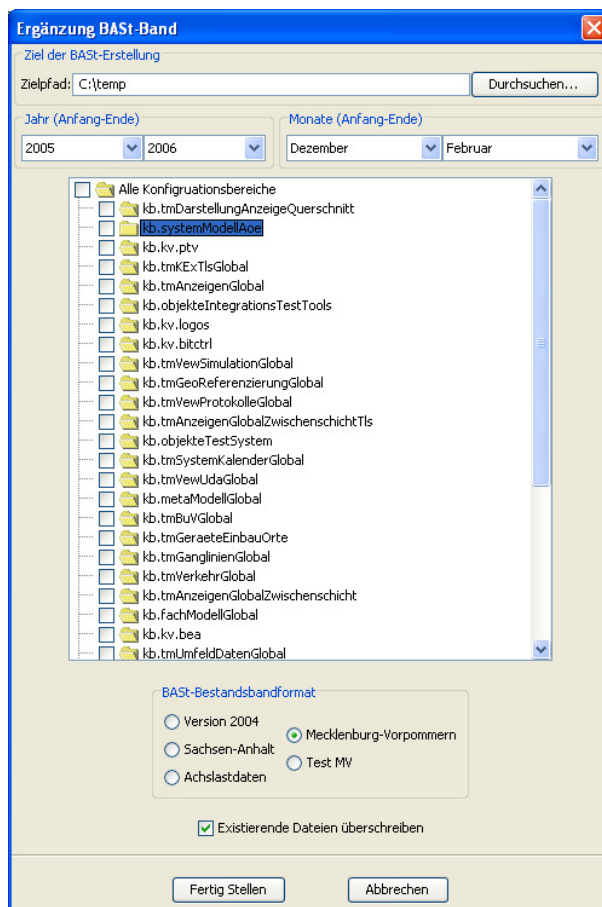 Ergänzung BASt-Band
Ziel der BASt-Erstellung
Zielpfad: C:\temp Durchsuchen...
Jahr (Anfang-Ende) Monate (Anfang-Ende)
2005 2006 Dezember Februar
Alle Konfigruationsbereiche
kb.tmDarstellungAnzeigeQuerschnitt
kb.systemModellAoe
kb.kv.ptv
kb.tmKExTlsGlobal
kb.tmAnzeigenGlobal
kb.objekteIntegrationsTestTools
kb.kv.logos
kb.kv.bitctrl
kb.tmVewSimulationGlobal
kb.tmGeoReferenzierungGlobal
kb.tmVewProtokolleGlobal
kb.tmAnzeigenGlobalZwischenschichtTls
kb.objekteTestSystem
kb.tmSystemKalenderGlobal
kb.tmVewUdaGlobal
kb.metaModellGlobal
kb.tmBuVGlobal
kb.tmGeraeteEinbauOrte
kb.tmGanglinienGlobal
kb.tmVerkehrGlobal
kb.tmAnzeigenGlobalZwischenschicht
kb.fachModellGlobal
kb.kv.bea
kb.tmUmfeldDatenGlobal
BASt-Bestandsbandformat
Version 2004
Mecklenburg-Vorpommern
Sachsen-Anhalt
Test MV
Achslastdaten
Existierende Dateien überschreiben
Fertig Stellen Abbrechen